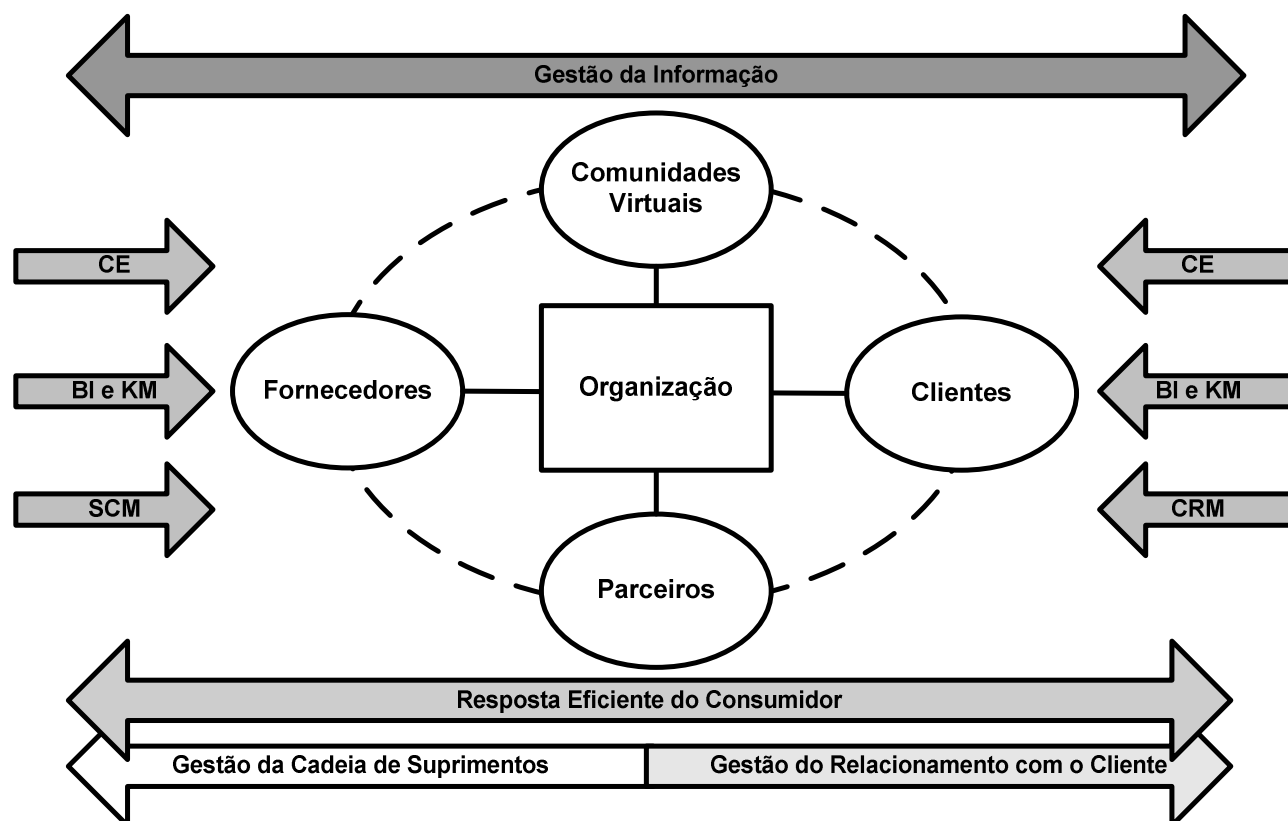 Gestão da Informação
Comunidades
Virtuais
CE
CE
Fornecedores
Organização
Clientes
BI e KM
BI e KM
SCM
CRM
Parceiros
Resposta Eficiente do Consumidor
Gestão da Cadeia de Suprimentos
Gestão do Relacionamento com o Cliente